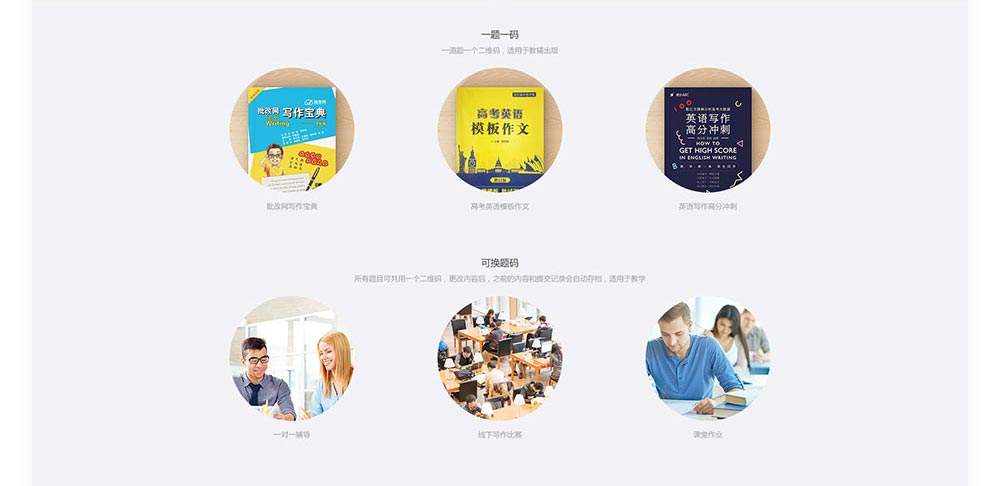 一题一码
一道题一个二维码，适用于教辅出版
批改网
写作宝典
Writing
高考英语
模板作文
英语写作
高分冲刺
HOW TO
GET HIGH SCORE
IN ENGLISH WRITING
批改网写作宝典
高考英语模板作文
英语写作高分冲刺
可换题码
所有题目可共用一个二维码，更改内容后，之前的内容和提交记录会自动存档，适用于教学
一对一辅导
线下写作比赛
课堂作业